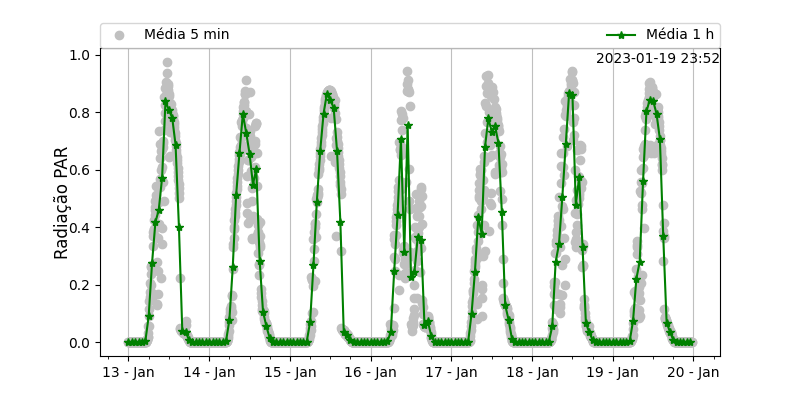 Média 5 min
Média 1 h
2023-01-19 23:52
Radiação PAR
1.0
0.8
0.6
0.4
0.2
0.0
13 - Jan
14 - Jan
15 - Jan
16 - Jan
17 - Jan
18 - Jan
19 - Jan
20 - Jan